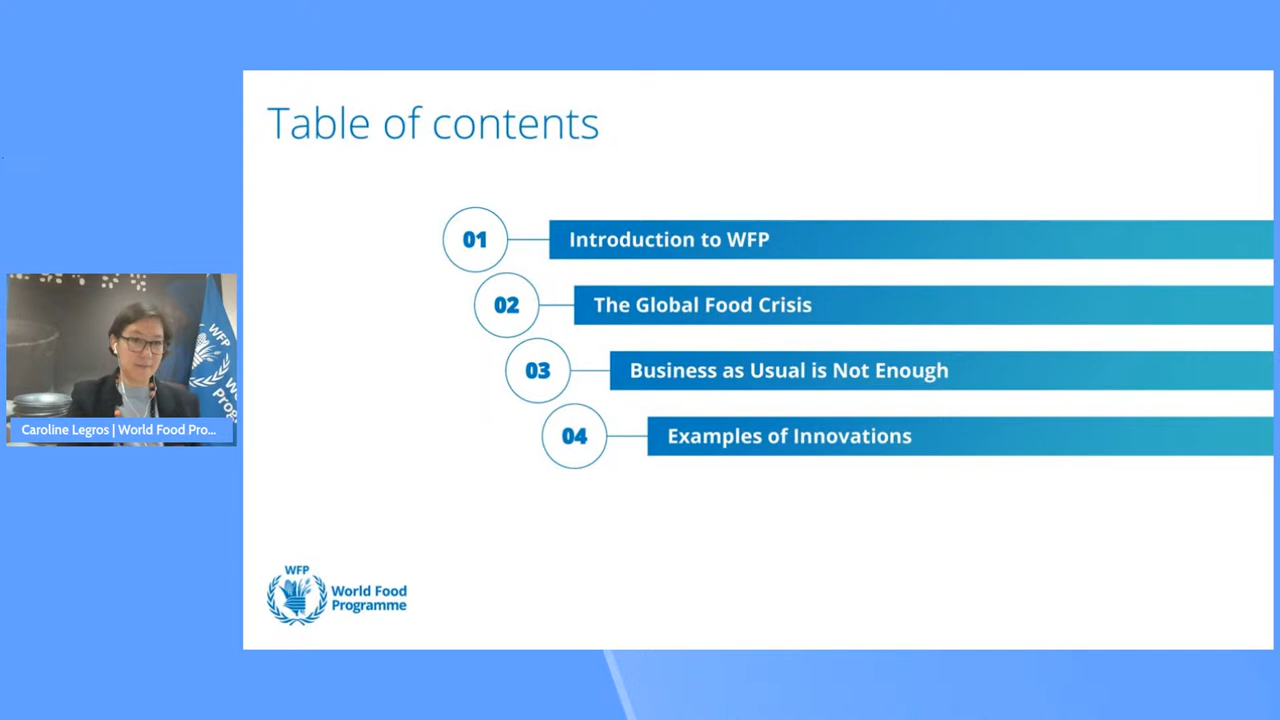 Table of contents
01
Introduction to WFP
02
The Global Food Crisis
03
Business as Usual is Not Enough
04
Examples of Innovations
WFP
Caroline Legros | World Food Pro...
WFP
World Food
Programme